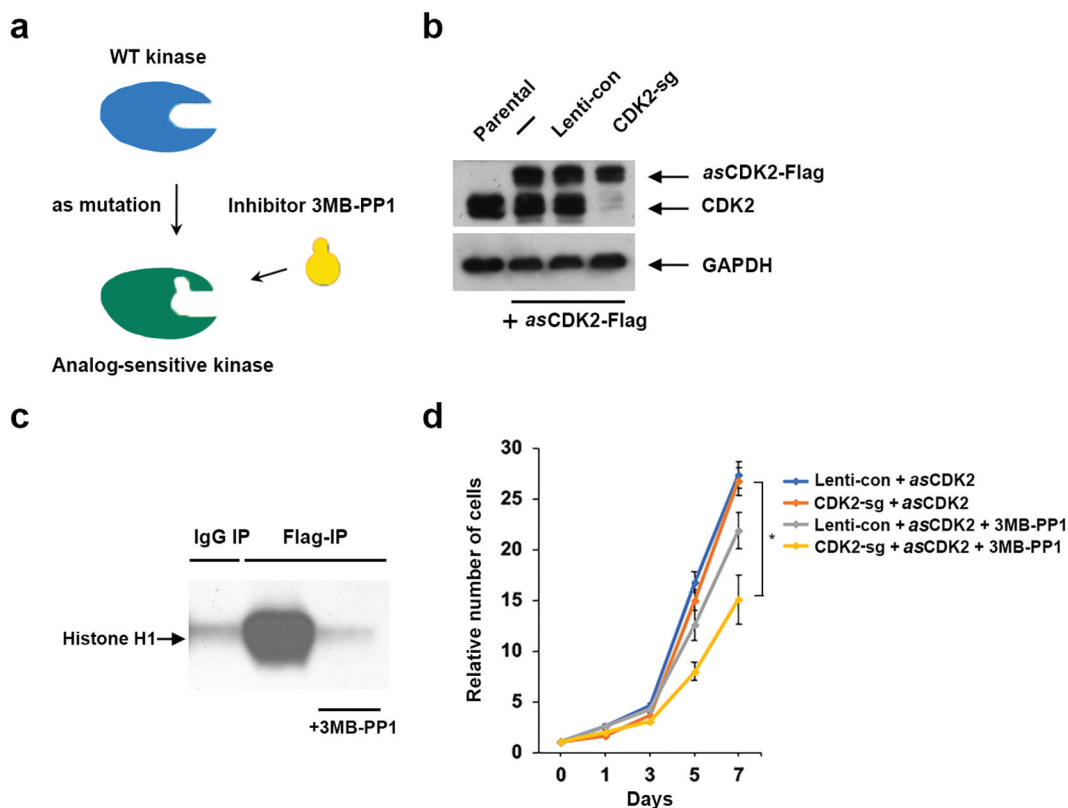 a
WT kinase
as mutation
Inhibitor 3MB-PP1
Analog-sensitive kinase
b
Parental
—
Lenti-con
CDK2-sg
asCDK2-Flag
CDK2
GAPDH
+ asCDK2-Flag
c
IgG IP
Flag-IP
Histone H1
+3MB-PP1
d
Relative number of cells
30
25
20
15
10
5
0
0 1 3 5 7
Days
Lenti-con + asCDK2
CDK2-sg + asCDK2
Lenti-con + asCDK2 + 3MB-PP1
CDK2-sg + asCDK2 + 3MB-PP1
*